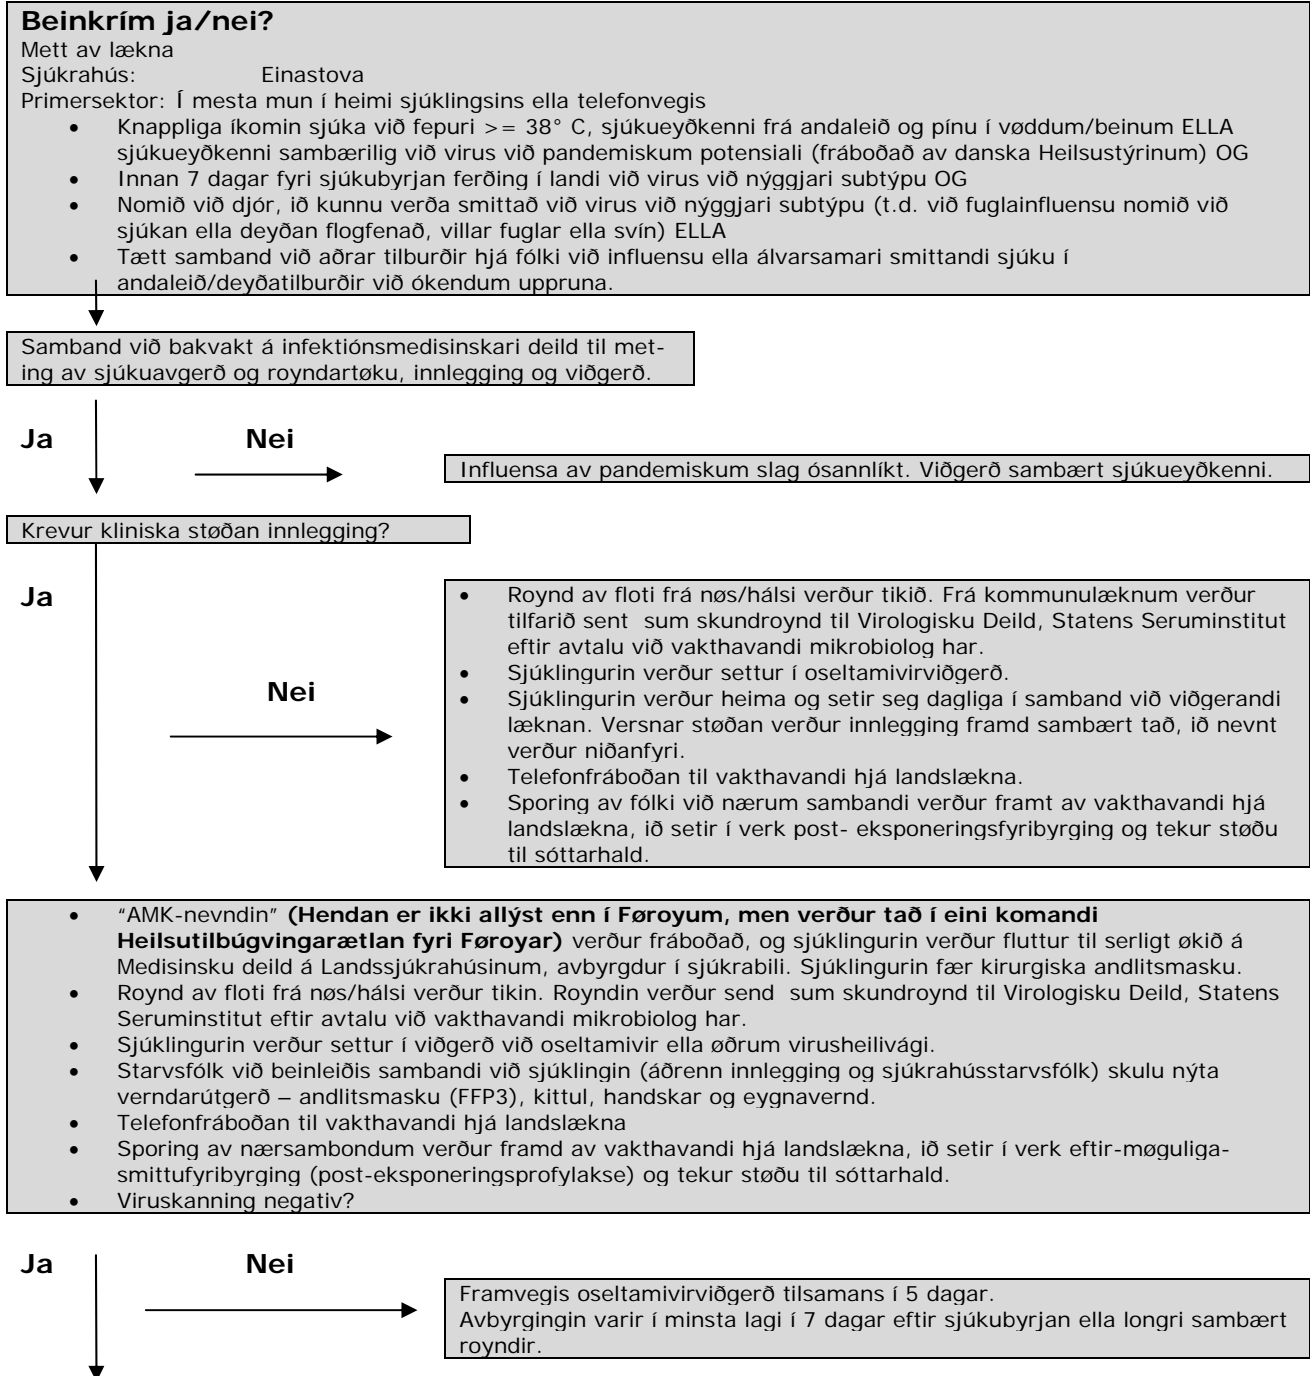 Beinkrím ja/nei?
Mett av lækna
Sjúkrahús: Einastova
Primersektor: Í mesta mun í heimi sjúklingsins ella telefonvegis
• Knappliga íkomin sjúka við fepuri >= 38° C, sjúkueyðkenni frá andaleið og pínu í vøddum/beinum ELLA
sjúkueyðkenni sambærilig við virus við pandemiskum potensiali (fráboðað av danska Heilsustýrinum) OG
• Innan 7 dagar fyri sjúkubyrjan ferðing í landi við virus við nýggjari subtýpu OG
• Nomið við djór, ið kunnu verða smittað við virus við nýggjari subtýpu (t.d. við fuglainfluensu nomið við
sjúkan ella deyðan flogfenað, villar fuglar ella svín) ELLA
• Tætt samband við aðrar tilburðir hjá fólki við influensu ella álvarsamari smittandi sjúku í
andaleið/deyðatilburðir við ókendum uppruna.
Samband við bakvakt á infektiónsmedisinskari deild til met-
ing av sjúkuavgerð og royndartøku, innlegging og viðgerð.
Ja Nei
Influensa av pandemiskum slag ósannlíkt. Viðgerð sambært sjúkueyðkenni.
Krevur kliniska støðan innlegging?
Ja
Nei
• Roynd av floti frá nøs/hálsi verður tikið. Frá kommunulæknum verður
tilfarið sent sum skundroynd til Virologisku Deild, Statens Seruminstitut
eftir avtalu við vakthavandi mikrobiolog har.
• Sjúklingurin verður settur í oseltamivirviðgerð.
• Sjúklingurin verður heima og setir seg dagliga í samband við viðgerandi
læknan. Versnar støðan verður innlegging framd sambært tað, ið nevnt
verður niðanfyri.
• Telefonfráboðan til vakthavandi hjá landslækna.
• Sporing av fólki við nærum sambandi verður framt av vakthavandi hjá
landslækna, ið setir í verk post- eksponeringsfyribyrging og tekur støðu
til sóttarhald.
• “AMK-nevndin” (Hendan er ikki allýst enn í Føroyum, men verður tað í eini komandi
Heilsutilbúgvingarætlan fyri Føroyar) verður fráboðað, og sjúklingurin verður fluttur til serligt økið á
Medisinsku deild á Landssjúkrahúsinum, avbyrgdur í sjúkrabili. Sjúklingurin fær kirurgiska andlitsmasku.
• Roynd av floti frá nøs/hálsi verður tikin. Royndin verður send sum skundroynd til Virologisku Deild, Statens
Seruminstitut eftir avtalu við vakthavandi mikrobiolog har.
• Sjúklingurin verður settur í viðgerð við oseltamivir ella øðrum virusheilivági.
• Starvsfólk við beinleiðis sambandi við sjúklingin (áðrenn innlegging og sjúkrahússtarvsfólk) skulu nýta
verndarútgerð – andlitsmasku (FFP3), kittul, handskar og eygnavernd.
• Telefonfráboðan til vakthavandi hjá landslækna
• Sporing av nærsambondum verður framd av vakthavandi hjá landslækna, ið setir í verk eftir-møguliga-
smittufyribyrging (post-eksponeringsprofylakse) og tekur støðu til sóttarhald.
• Viruskanning negativ?
Ja Nei
Framvegis oseltamivirviðgerð tilsamans í 5 dagar.
Avbyrgingin varir í minsta lagi í 7 dagar eftir sjúkubyrjan ella longri sambært
royndir.